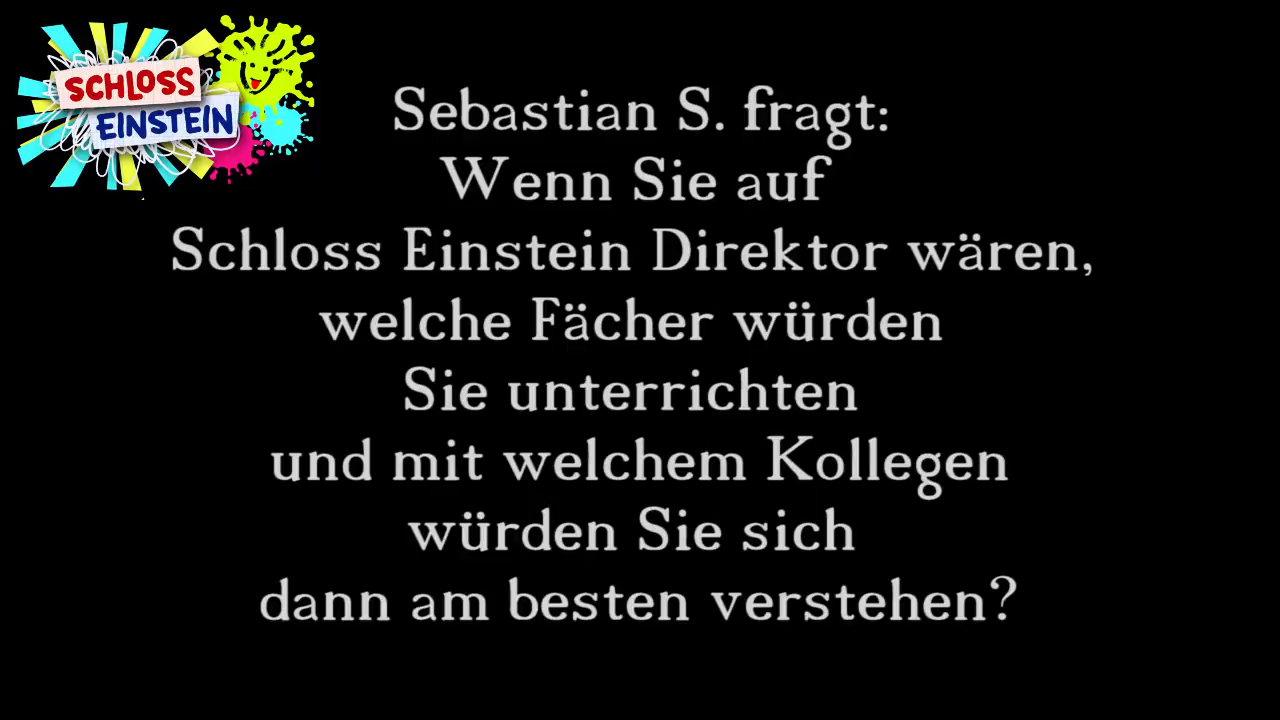 SCHLOSS
EINSTEIN
Sebastian S. fragt:
Wenn Sie auf
Schloss Einstein Direktor wären,
welche Fächer würden
Sie unterrichten
und mit welchem Kollegen
würden Sie sich
dann am besten verstehen?